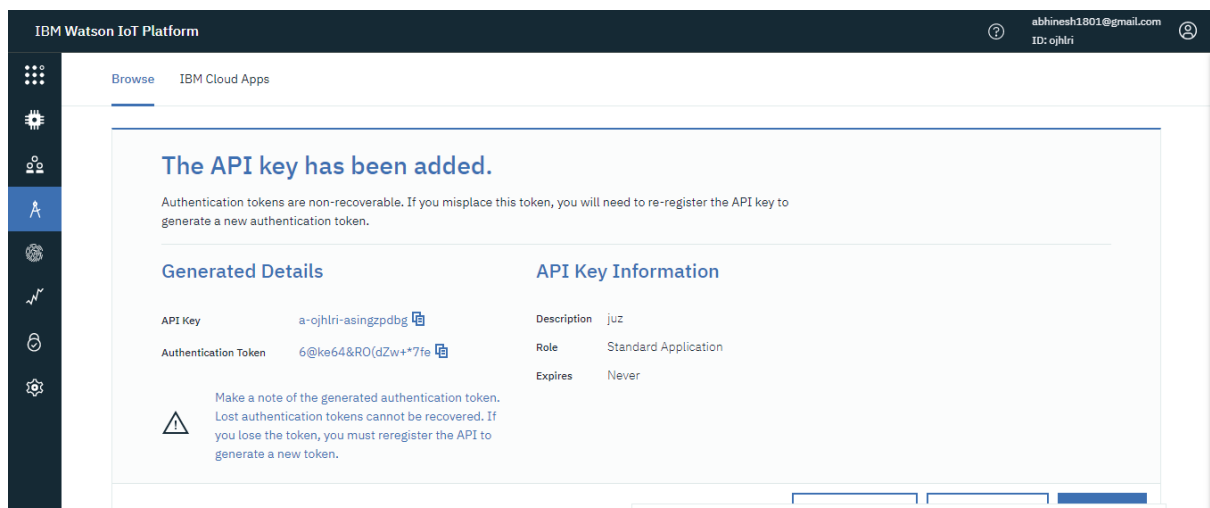 IBM Watson IoT Platform
abhinesh1801@gmail.com
ID: ojhlri
Browse IBM Cloud Apps
The API key has been added.
Authentication tokens are non-recoverable. If you misplace this token, you will need to re-register the API key to
generate a new authentication token.
Generated Details
API Key a-ojhlri-asingzpdbg
Authentication Token 6@ke64&RO(dZw+*7fe
Make a note of the generated authentication token.
Lost authentication tokens cannot be recovered. If
you lose the token, you must reregister the API to
generate a new token.
API Key Information
Description juz
Role Standard Application
Expires Never